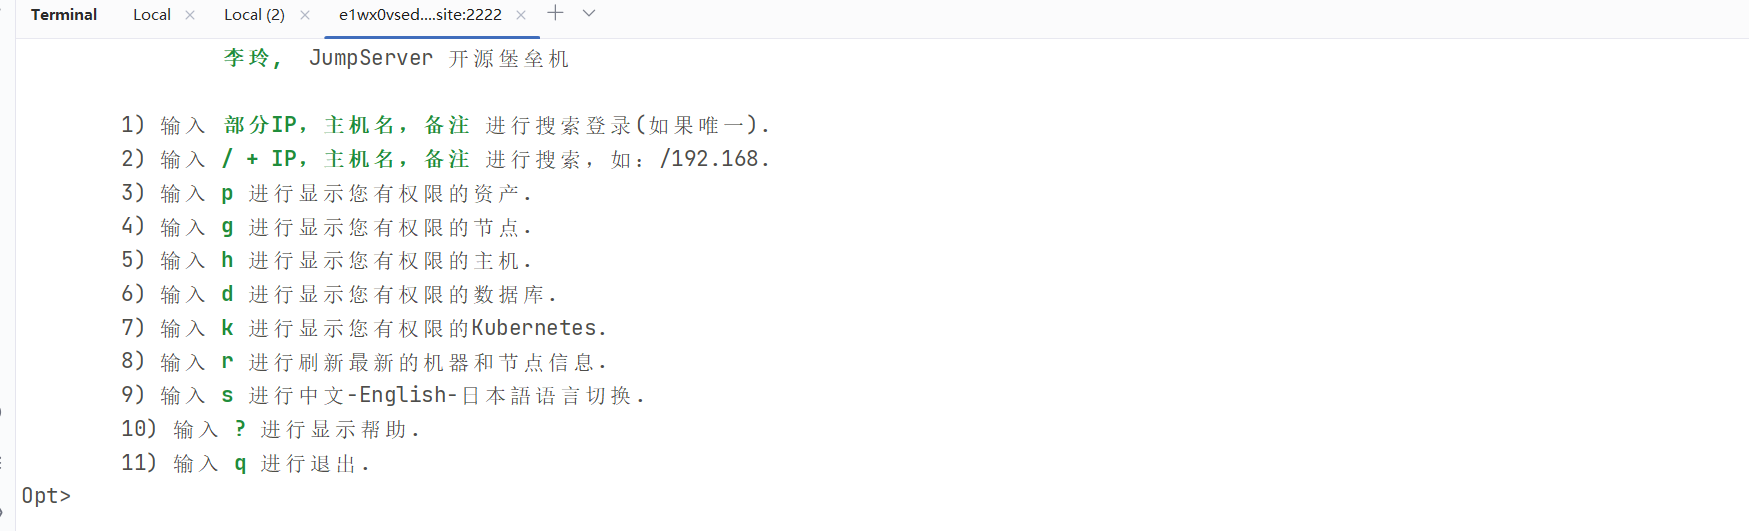 Terminal Local × Local (2) × e1wx0vsed....site:2222 ×
李玲, JumpServer 开源堡垒机
1) 输入 部分IP，主机名，备注 进行搜索登录(如果唯一).
2) 输入 / + IP，主机名，备注 进行搜索，如：/192.168.
3) 输入 p 进行显示您有权限的资产.
4) 输入 g 进行显示您有权限的节点.
5) 输入 h 进行显示您有权限的主机.
6) 输入 d 进行显示您有权限的数据库.
7) 输入 k 进行显示您有权限的Kubernetes.
8) 输入 r 进行刷新最新的机器和节点信息.
9) 输入 s 进行中文-English-日本語语言切换.
10) 输入 ? 进行显示帮助.
11) 输入 q 进行退出.
Opt>